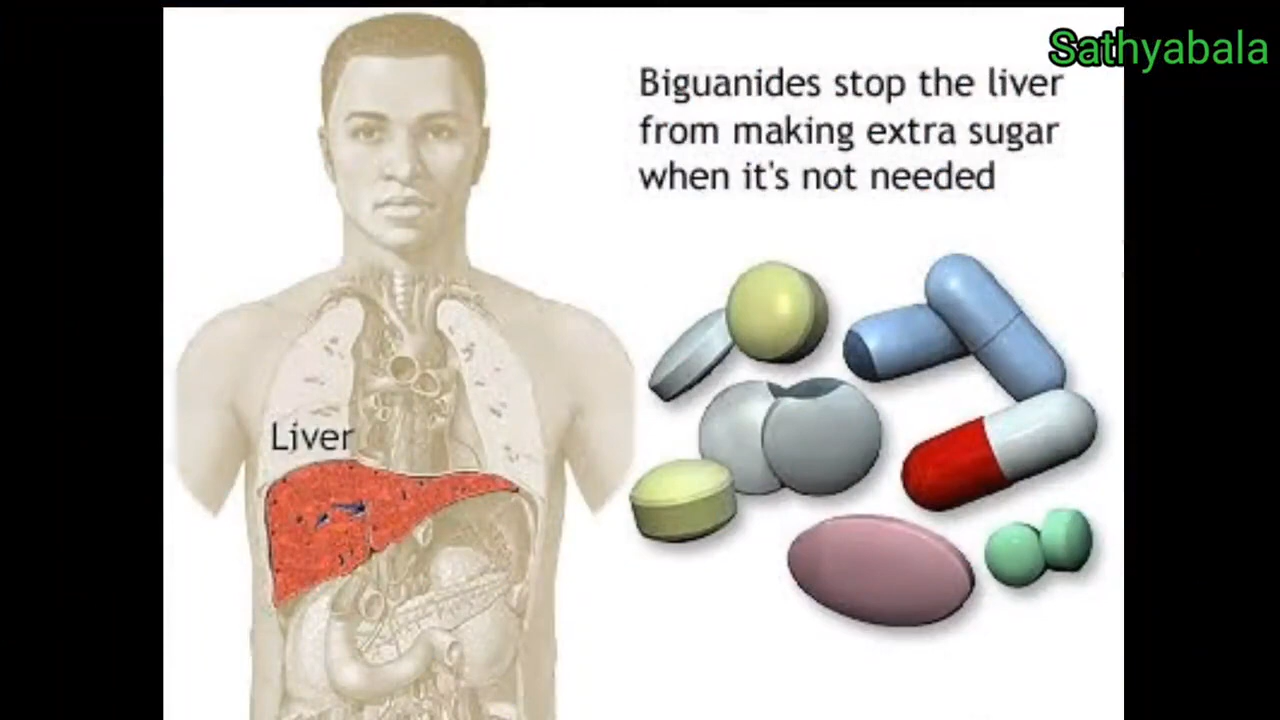 Sathyabala
Biguanides stop the liver
from making extra sugar
when it's not needed
Liver